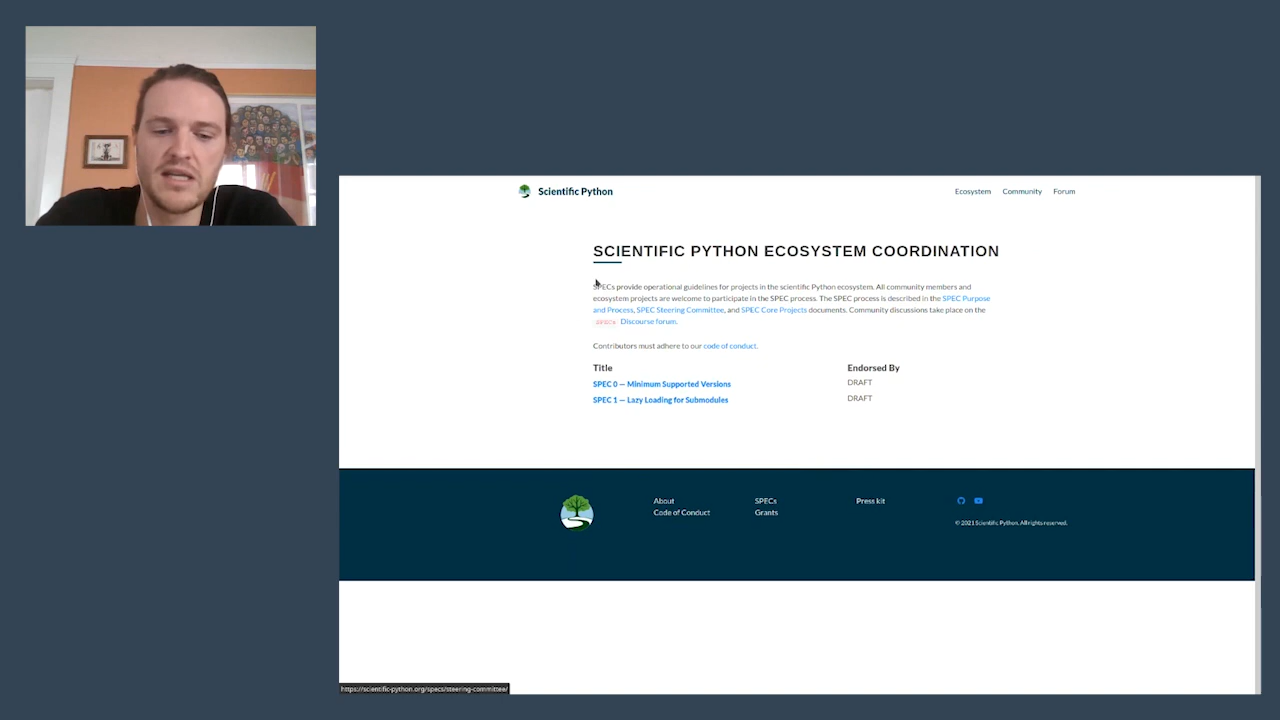 Scientific Python
Ecosystem Community Forum
SCIENTIFIC PYTHON ECOSYSTEM COORDINATION
SPECs provide operational guidelines for projects in the scientific Python ecosystem. All community members and
ecosystem projects are welcome to participate in the SPEC process. The SPEC process is described in the SPEC Purpose
and Process, SPEC Steering Committee, and SPEC Core Projects documents. Community discussions take place on the
SPECs Discourse forum.
Contributors must adhere to our code of conduct.
Title Endorsed By
SPEC 0 — Minimum Supported Versions DRAFT
SPEC 1 — Lazy Loading for Submodules DRAFT
About SPECs Press kit
Code of Conduct Grants
© 2021 Scientific Python. All rights reserved.
https://scientific-python.org/specs/steering-committee/